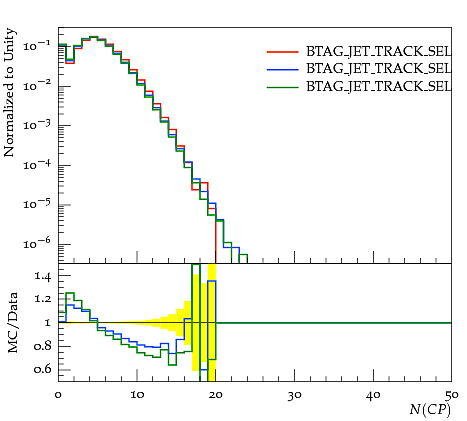 Normalized to Unity
10⁻¹
10⁻²
10⁻³
10⁻⁴
10⁻⁵
10⁻⁶
BTAG_JET_TRACK_SEL
BTAG_JET_TRACK_SEL
BTAG_JET_TRACK_SEL
MC/Data
1.4
1.2
1
0.8
0.6
0 10 20 30 40 50
N(CP)